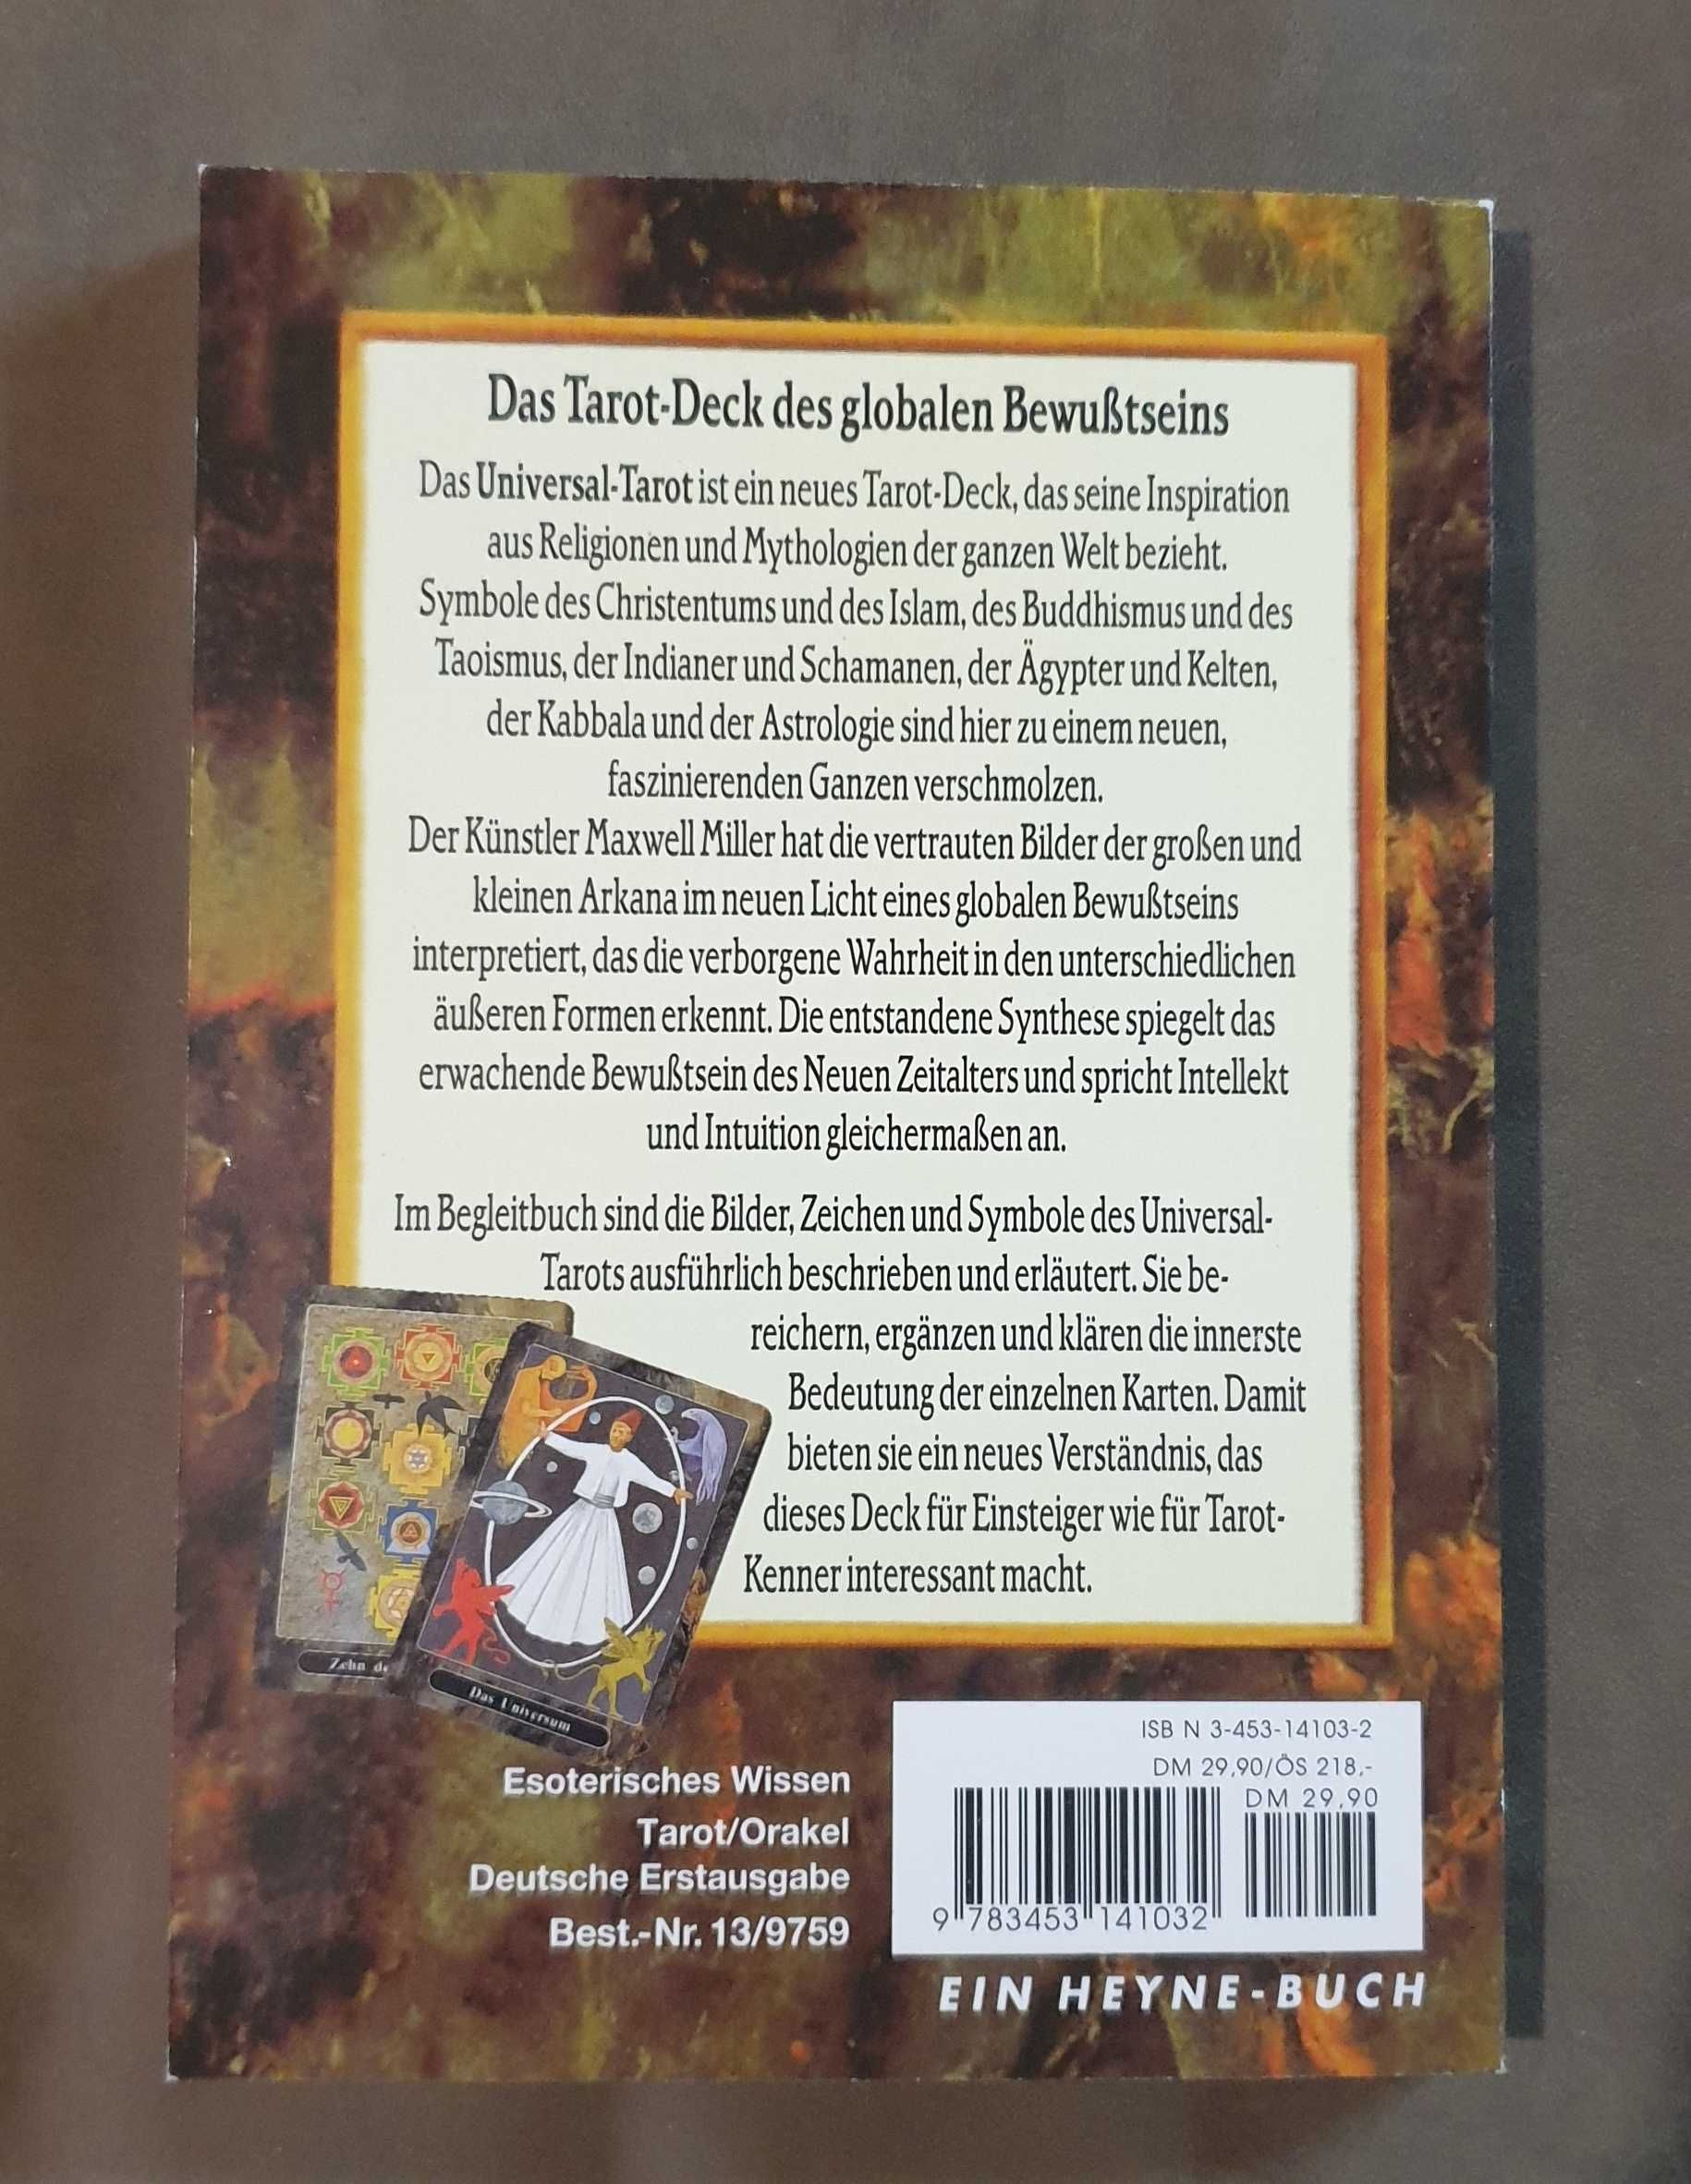 Das Tarot-Deck des globalen Bewußtseins
Das Universal-Tarot ist ein neues Tarot-Deck, das seine Inspiration
aus Religionen und Mythologien der ganzen Welt bezieht.
Symbole des Christentums und des Islam, des Buddhismus und des
Taoismus, der Indianer und Schamanen, der Ägypter und Kelten,
der Kabbala und der Astrologie sind hier zu einem neuen,
faszinierenden Ganzen verschmolzen.
Der Künstler Maxwell Miller hat die vertrauten Bilder der großen und
kleinen Arkana im neuen Licht eines globalen Bewußtseins
interpretiert, das die verborgene Wahrheit in den unterschiedlichen
äußeren Formen erkennt. Die entstandene Synthese spiegelt das
erwachende Bewußtsein des Neuen Zeitalters und spricht Intellekt
und Intuition gleichermaßen an.
Im Begleitbuch sind die Bilder, Zeichen und Symbole des Universal-
Tarots ausführlich beschrieben und erläutert. Sie be-
reichern, ergänzen und klären die innerste
Bedeutung der einzelnen Karten. Damit
bieten sie ein neues Verständnis, das
dieses Deck für Einsteiger wie für Tarot-
Kenner interessant macht.
Zehn de
Das Universum
Esoterisches Wissen
Tarot/Orakel
Deutsche Erstausgabe
Best.-Nr. 13/9759
ISB N 3-453-14103-2
DM 29,90/ÖS 218,-
DM 29,90
9 783453 141032
EIN HEYNE-BUCH